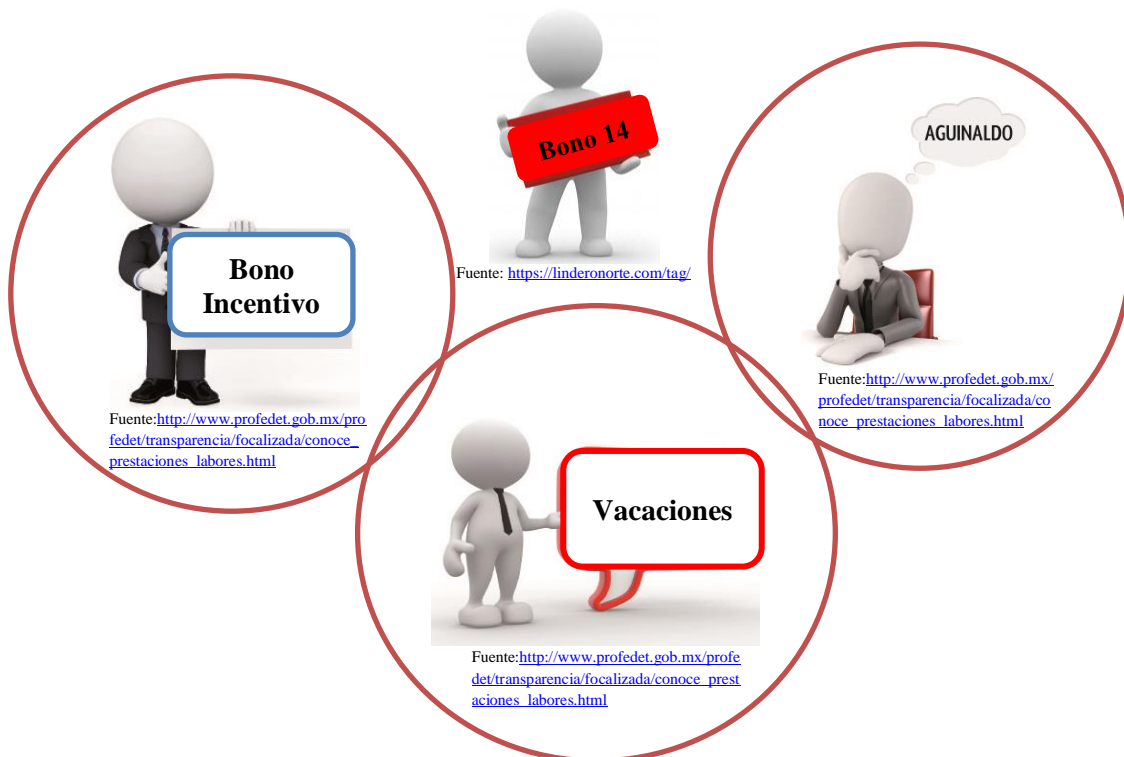 Bono 14
Fuente: https://linderonorte.com/tag/
AGUINALDO
Bono
Incentivo
Fuente:http://www.profedet.gob.mx/pro
fedet/transparencia/focalizada/conoce_
prestaciones_labores.html
Fuente:http://www.profedet.gob.mx/
profedet/transparencia/focalizada/co
noce_prestaciones_labores.html
Vacaciones
Fuente:http://www.profedet.gob.mx/profe
det/transparencia/focalizada/conoce_prest
aciones_labores.html